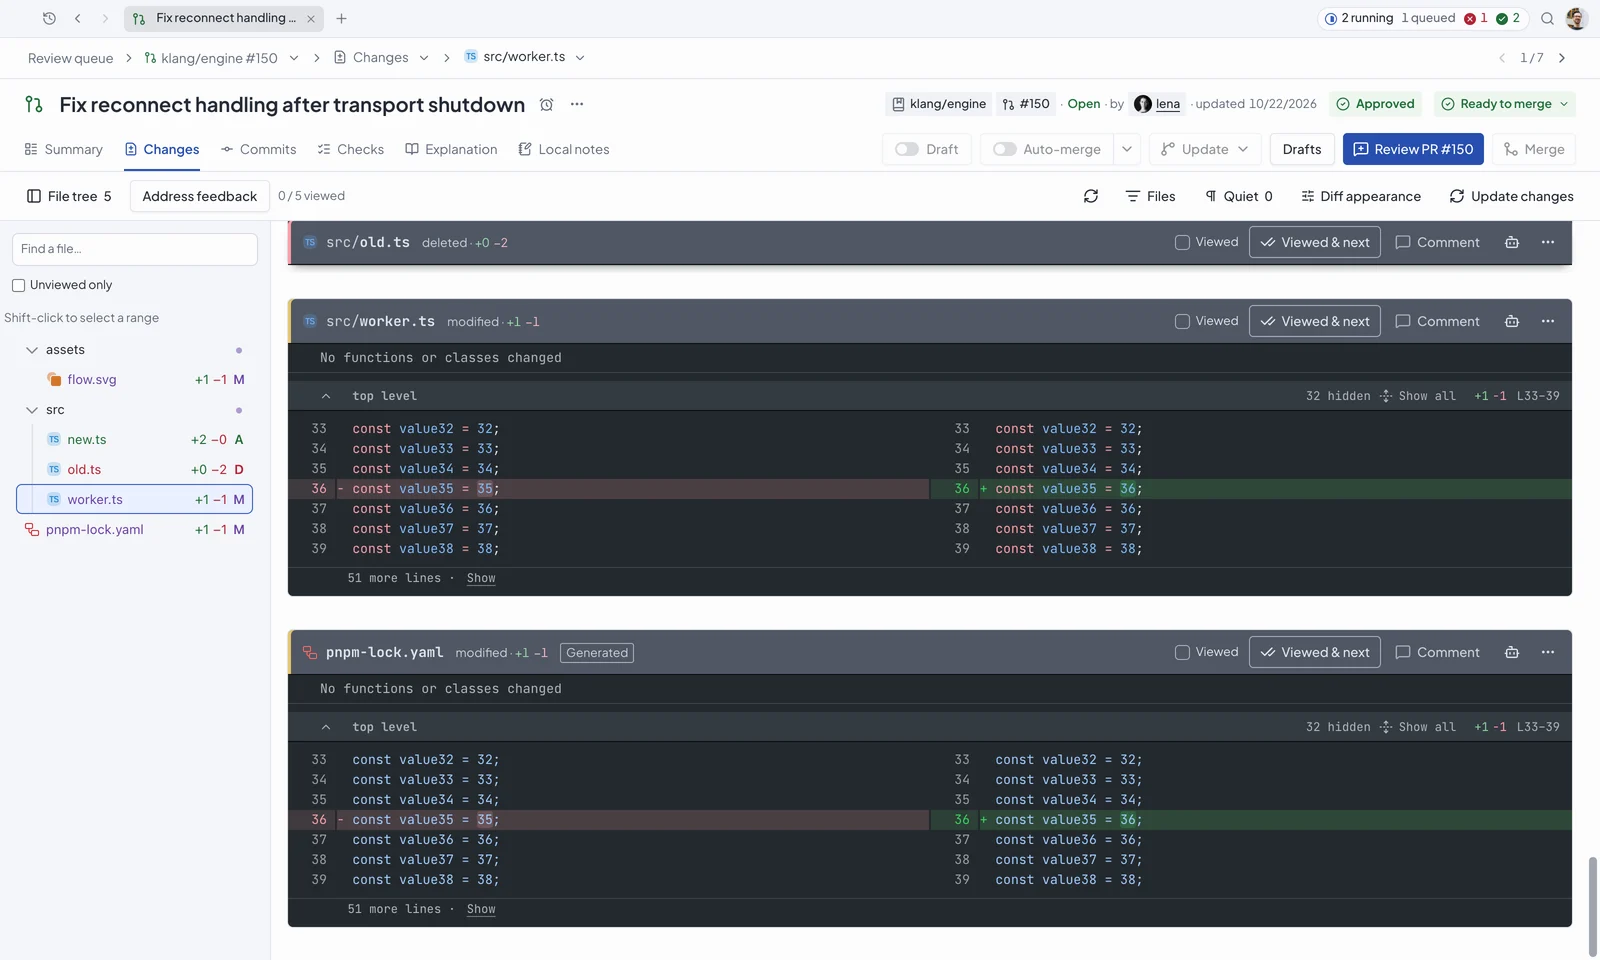 Fix reconnect handling ...
2 running 1 queued 1 2
Review queue klang/engine #150 Changes TS src/worker.ts 1/7
Fix reconnect handling after transport shutdown
klang/engine #150 · Open · by lena · updated 10/22/2026 Approved Ready to merge
Summary Changes Commits Checks Explanation Local notes
Draft Auto-merge Update Drafts Review PR #150 Merge
File tree 5 Address feedback 0 / 5 viewed
Files Quiet 0 Diff appearance Update changes
Find a file...
Unviewed only
Shift-click to select a range
assets
flow.svg +1 −1 M
src
TS new.ts +2 −0 A
TS old.ts +0 −2 D
TS worker.ts +1 −1 M
pnpm-lock.yaml +1 −1 M
TS src/old.ts deleted · +0 −2 Viewed Viewed & next Comment
TS src/worker.ts modified · +1 −1 Viewed Viewed & next Comment
No functions or classes changed
top level 32 hidden Show all +1 -1 L33–39
33 const value32 = 32; 33 const value32 = 32;
34 const value33 = 33; 34 const value33 = 33;
35 const value34 = 34; 35 const value34 = 34;
36 - const value35 = 35; 36 + const value35 = 36;
37 const value36 = 36; 37 const value36 = 36;
38 const value37 = 37; 38 const value37 = 37;
39 const value38 = 38; 39 const value38 = 38;
51 more lines · Show
pnpm-lock.yaml modified · +1 −1 Generated Viewed Viewed & next Comment
No functions or classes changed
top level 32 hidden Show all +1 -1 L33–39
33 const value32 = 32; 33 const value32 = 32;
34 const value33 = 33; 34 const value33 = 33;
35 const value34 = 34; 35 const value34 = 34;
36 - const value35 = 35; 36 + const value35 = 36;
37 const value36 = 36; 37 const value36 = 36;
38 const value37 = 37; 38 const value37 = 37;
39 const value38 = 38; 39 const value38 = 38;
51 more lines · Show